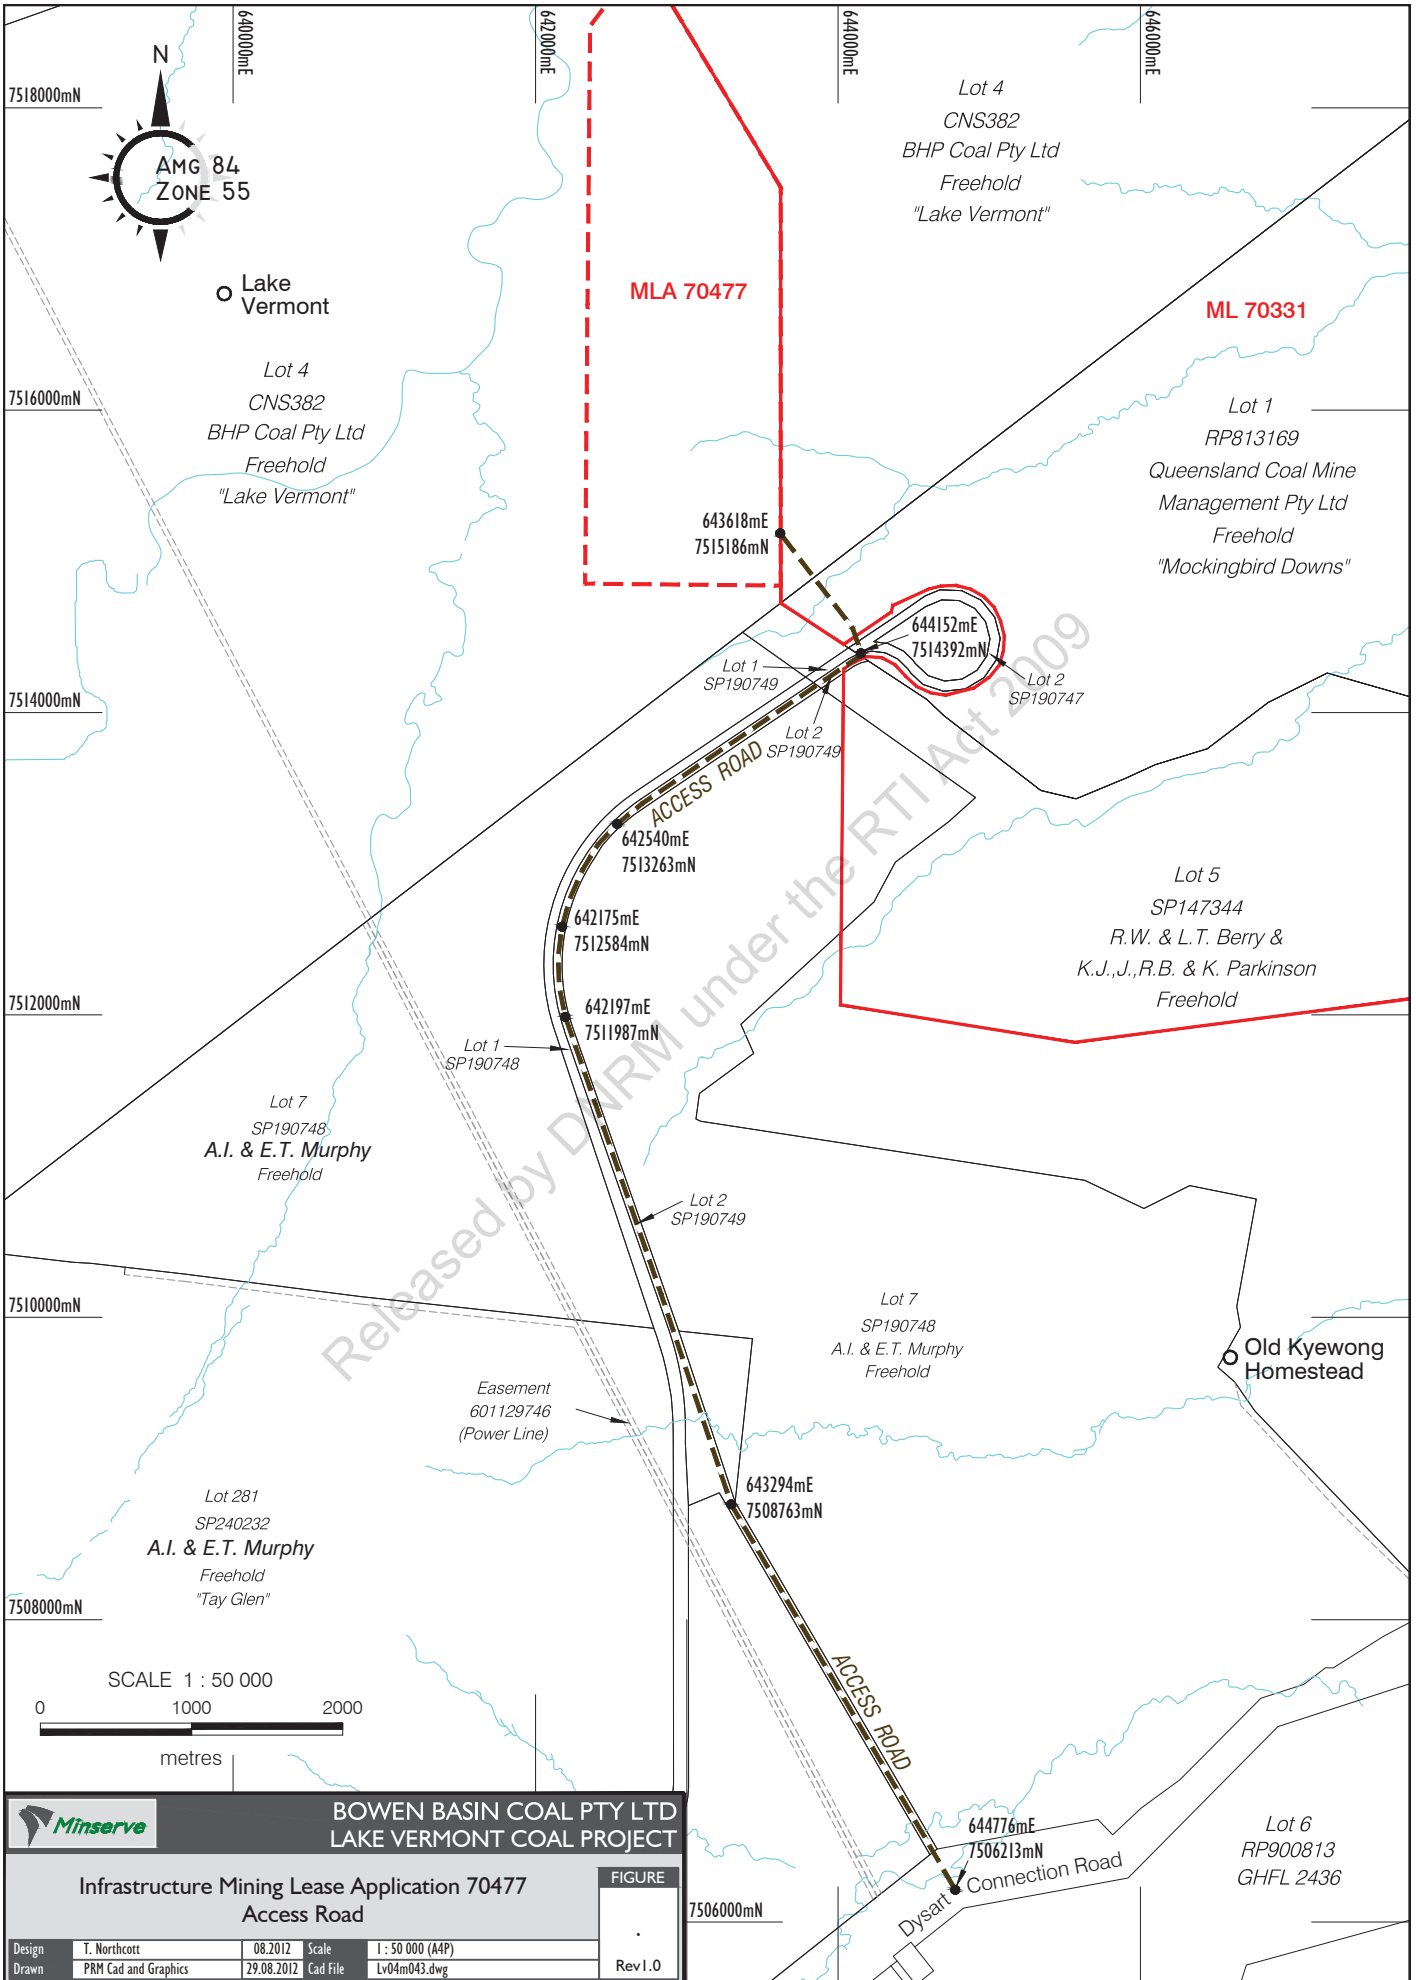 640000mE
642000mE
644000mE
646000mE
N
7518000mN
AMG 84
ZONE 55
Lot 4
CNS382
BHP Coal Pty Ltd
Freehold
"Lake Vermont"
Lake
Vermont
MLA 70477
ML 70331
Lot 4
CNS382
BHP Coal Pty Ltd
Freehold
"Lake Vermont"
7516000mN
Lot 1
RP813169
Queensland Coal Mine
Management Pty Ltd
Freehold
"Mockingbird Downs"
643618mE
7515186mN
644152mE
7514392mN
Lot 1
SP190749
Lot 2
SP190747
7514000mN
Lot 2
SP190749
ACCESS ROAD
642540mE
7513263mN
Lot 5
SP147344
R.W. & L.T. Berry &
K.J.,J.,R.B. & K. Parkinson
Freehold
642175mE
7512584mN
7512000mN
642197mE
7511987mN
Lot 1
SP190748
Lot 7
SP190748
A.I. & E.T. Murphy
Freehold
Released by DNRM under the RTI Act 2009
Lot 2
SP190749
7510000mN
Lot 7
SP190748
A.I. & E.T. Murphy
Freehold
Old Kyewong
Homestead
Easement
601129746
(Power Line)
643294mE
7508763mN
Lot 281
SP240232
A.I. & E.T. Murphy
Freehold
"Tay Glen"
7508000mN
SCALE 1 : 50 000
0 1000 2000
metres
ACCESS ROAD
644776mE
7506213mN
Dysart Connection Road
Lot 6
RP900813
GHFL 2436
7506000mN
Minserve
BOWEN BASIN COAL PTY LTD
LAKE VERMONT COAL PROJECT
Infrastructure Mining Lease Application 70477
Access Road
FIGURE
.
Rev1.0
Design T. Northcott 08.2012 Scale 1 : 50 000 (A4P)
Drawn PRM Cad and Graphics 29.08.2012 Cad File Lv04m043.dwg